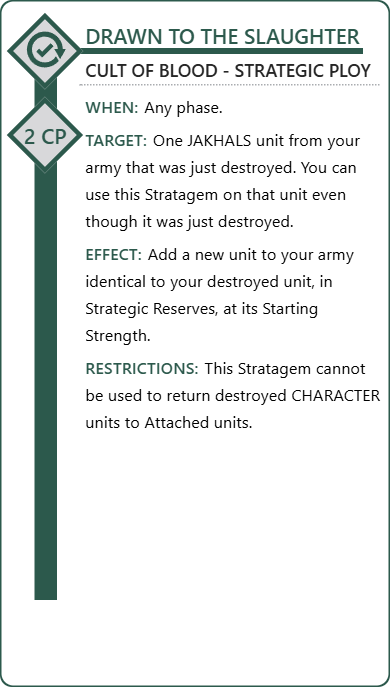 DRAWN TO THE SLAUGHTER
CULT OF BLOOD - STRATEGIC PLOY
WHEN: Any phase.
2 CP
TARGET: One JAKHALS unit from your
army that was just destroyed. You can
use this Stratagem on that unit even
though it was just destroyed.
EFFECT: Add a new unit to your army
identical to your destroyed unit, in
Strategic Reserves, at its Starting
Strength.
RESTRICTIONS: This Stratagem cannot
be used to return destroyed CHARACTER
units to Attached units.